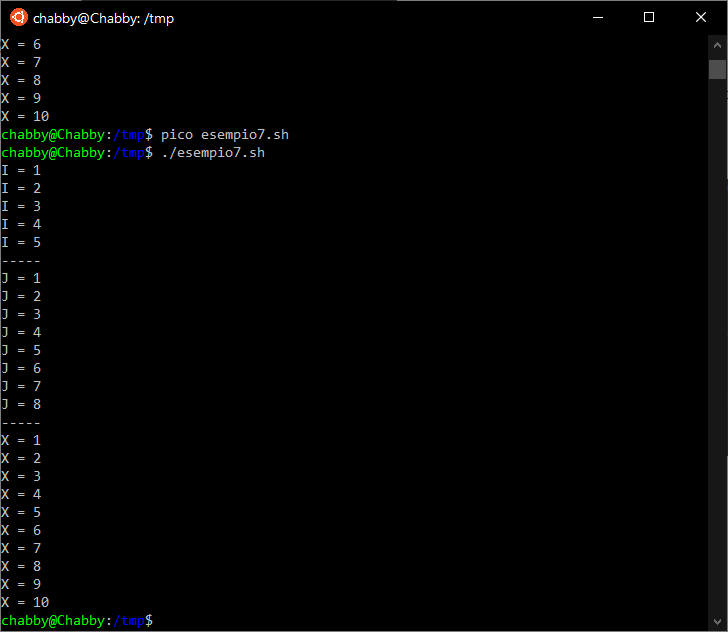 chabby@Chabby: /tmp
X = 6
X = 7
X = 8
X = 9
X = 10
chabby@Chabby:/tmp$ pico esempio7.sh
chabby@Chabby:/tmp$ ./esempio7.sh
I = 1
I = 2
I = 3
I = 4
I = 5
-----
J = 1
J = 2
J = 3
J = 4
J = 5
J = 6
J = 7
J = 8
-----
X = 1
X = 2
X = 3
X = 4
X = 5
X = 6
X = 7
X = 8
X = 9
X = 10
chabby@Chabby:/tmp$